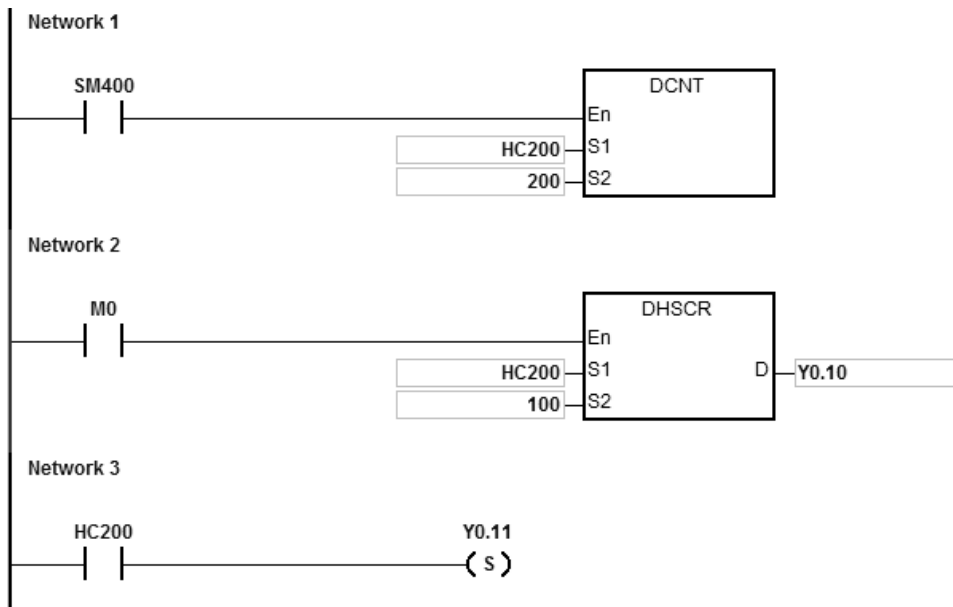 Network 1
SM400
DCNT
En
HC200 S1
200 S2
Network 2
M0
DHSCR
En
HC200 S1 D Y0.10
100 S2
Network 3
HC200 Y0.11
( S )